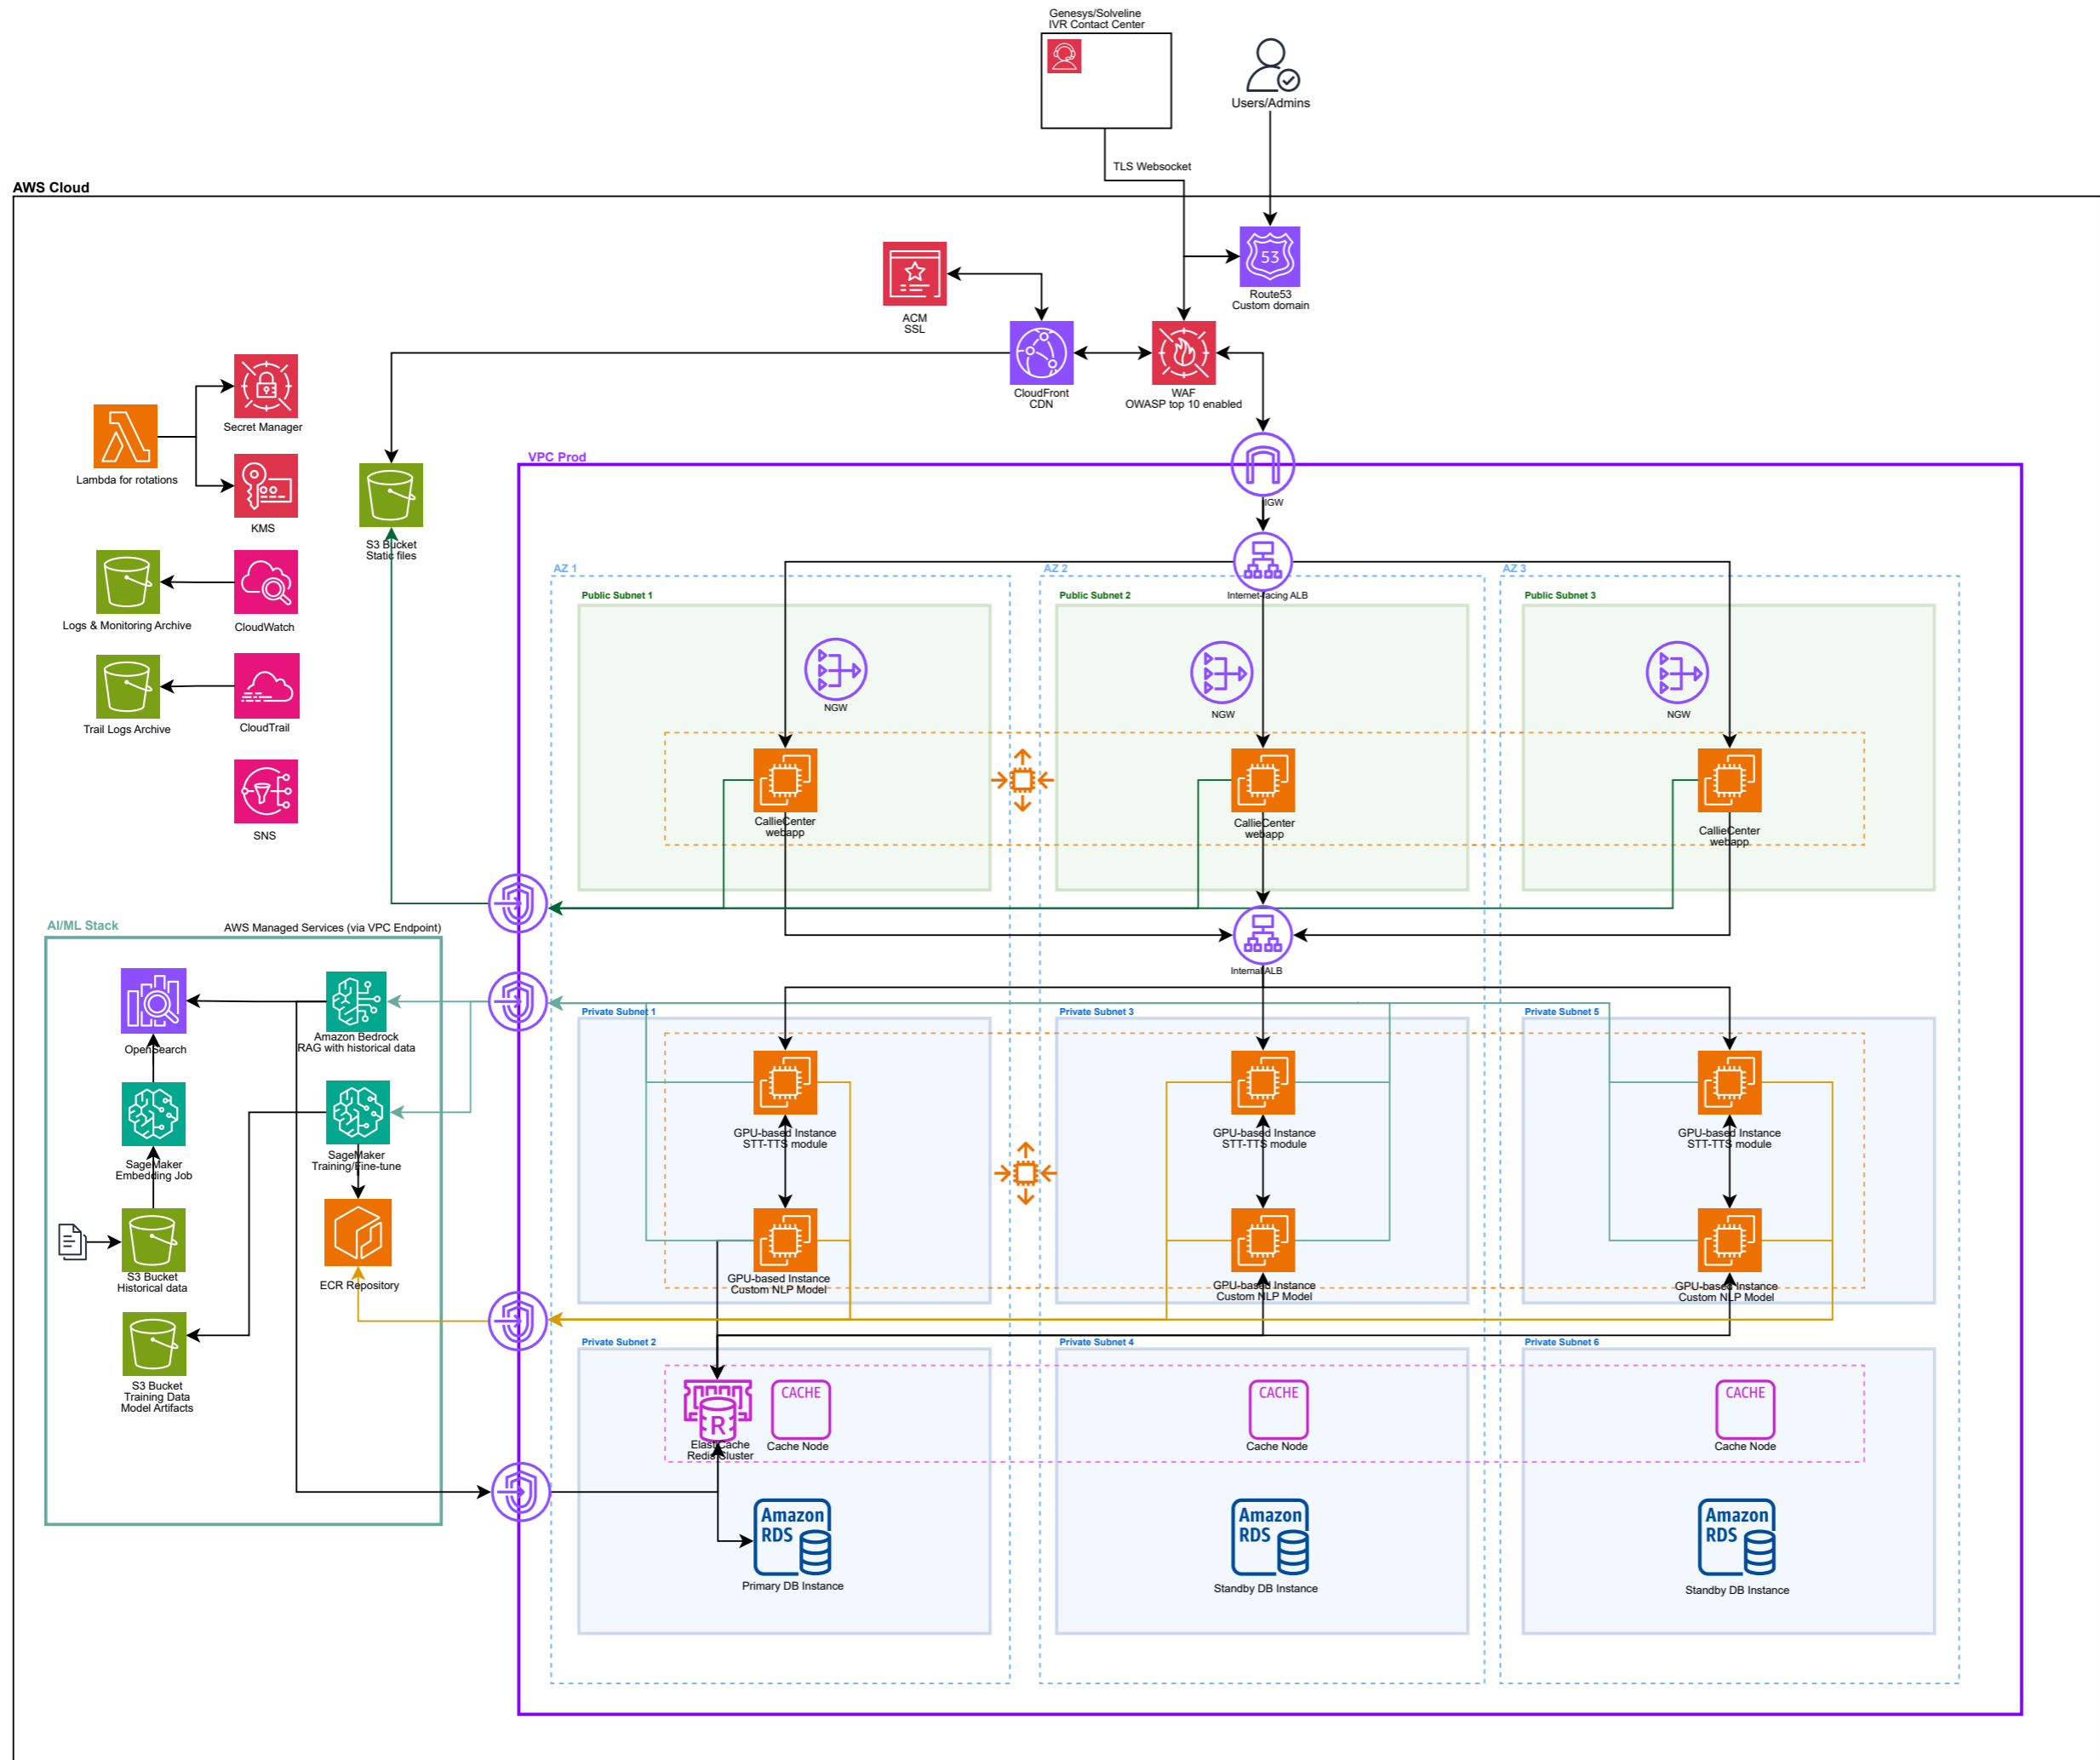 Genesys/Solveline
IVR Contact Center
Users/Admins
TLS Websocket
AWS Cloud
53
Route53
Custom domain
ACM
SSL
CloudFront
CDN
WAF
OWASP top 10 enabled
Secret Manager
Lambda for rotations
KMS
VPC Prod
IGW
S3 Bucket
Static files
AZ 1
AZ 2
AZ 3
Public Subnet 1
Public Subnet 2
Internet-facing ALB
Public Subnet 3
Logs & Monitoring Archive
CloudWatch
NGW
NGW
NGW
Trail Logs Archive
CloudTrail
SNS
CallieCenter
webapp
CallieCenter
webapp
CallieCenter
webapp
AI/ML Stack
AWS Managed Services (via VPC Endpoint)
Internal ALB
Private Subnet 1
Private Subnet 3
Private Subnet 5
OpenSearch
Amazon Bedrock
RAG with historical data
GPU-based Instance
STT-TTS module
GPU-based Instance
STT-TTS module
GPU-based Instance
STT-TTS module
SageMaker
Embedding Job
SageMaker
Training/Fine-tune
S3 Bucket
Historical data
ECR Repository
GPU-based Instance
Custom NLP Model
GPU-based Instance
Custom NLP Model
GPU-based Instance
Custom NLP Model
Private Subnet 2
Private Subnet 4
Private Subnet 6
S3 Bucket
Training Data
Model Artifacts
R
CACHE
CACHE
CACHE
ElastiCache
Redis Cluster
Cache Node
Cache Node
Cache Node
Amazon
RDS
Amazon
RDS
Amazon
RDS
Primary DB Instance
Standby DB Instance
Standby DB Instance